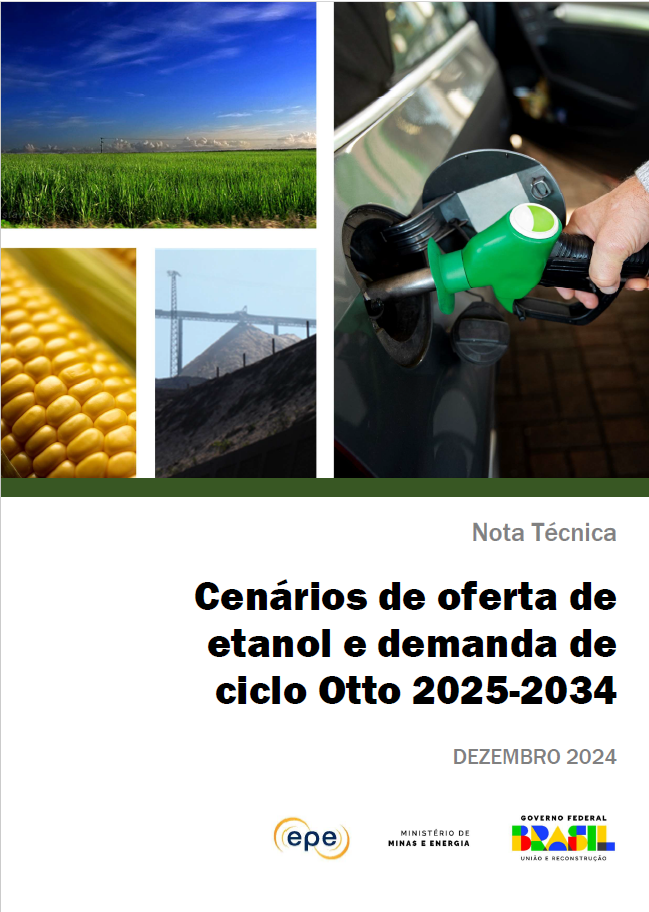 Nota Técnica
Cenários de oferta de
etanol e demanda de
ciclo Otto 2025-2034
DEZEMBRO 2024
epe
MINISTÉRIO DE
MINAS E ENERGIA
GOVERNO FEDERAL
BRASIL
UNIÃO E RECONSTRUÇÃO